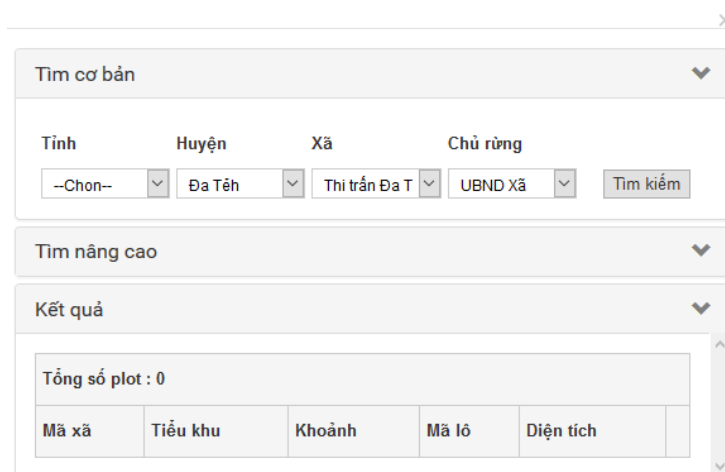 Tìm cơ bản
Tỉnh Huyện Xã Chủ rừng
--Chon-- Đa Tẻh Thi trấn Đa T UBND Xã Tìm kiếm
Tìm nâng cao
Kết quả
Tổng số plot : 0
Mã xã Tiểu khu Khoảnh Mã lô Diện tích